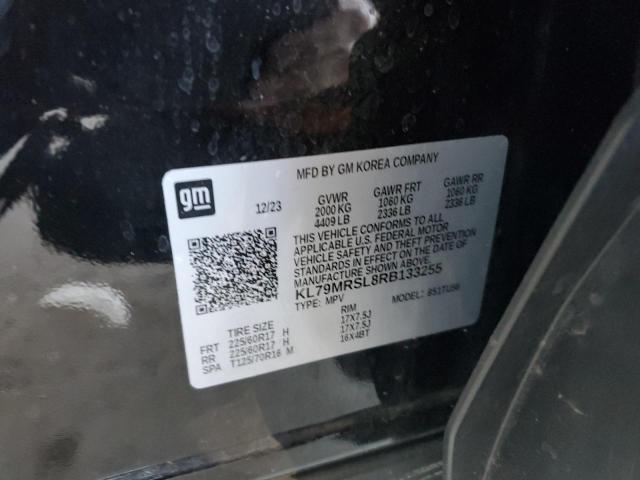 MFD BY GM KOREA COMPANY
gm
12/23
GVWR GAWR FRT GAWR RR
2000 KG 1060 KG 1060 KG
4409 LB 2336 LB 2336 LB
THIS VEHICLE CONFORMS TO ALL
APPLICABLE U.S. FEDERAL MOTOR
VEHICLE SAFETY AND THEFT PREVENTION
STANDARDS IN EFFECT ON THE DATE OF
MANUFACTURE SHOWN ABOVE.
KL79MRSL8RB133255
TYPE: MPV MODEL:
TIRE SIZE RIM
FRT 225/60R17 H 17X7.5J
RR 225/60R17 H 17X7.5J
SPA T125/70R16 M 16X4BT